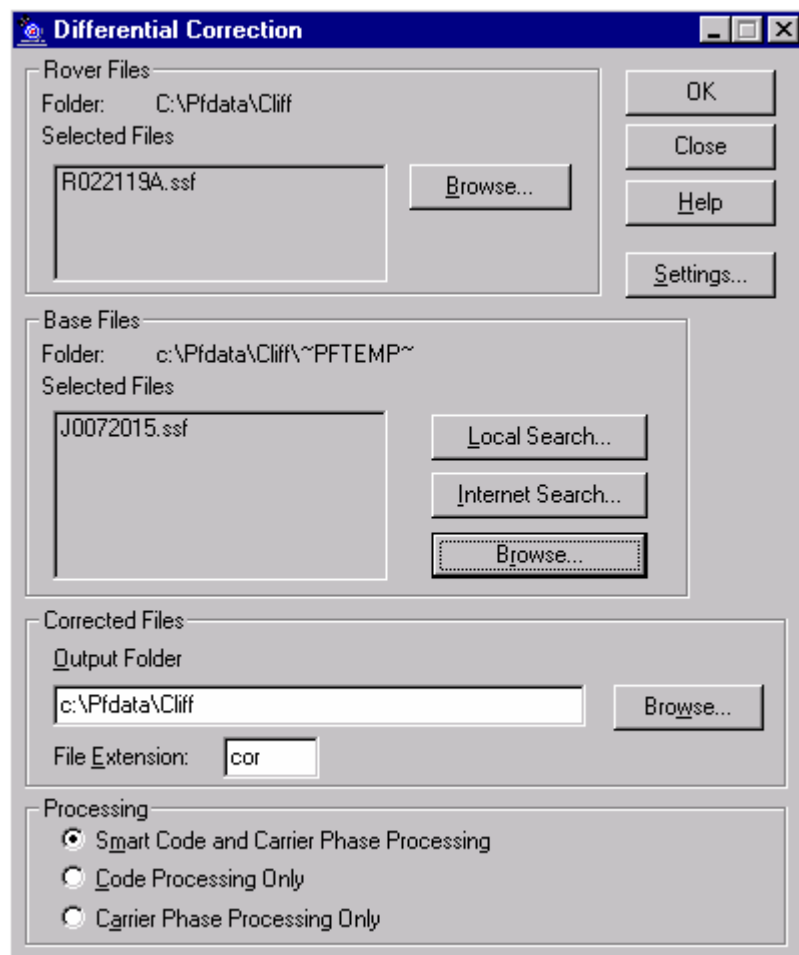 Differential Correction
Rover Files
Folder: C:\Pfdata\Cliff
Selected Files
R022119A.ssf
Browse...
OK
Close
Help
Settings...
Base Files
Folder: c:\Pfdata\Cliff\~PFTEMP~
Selected Files
J0072015.ssf
Local Search...
Internet Search...
Browse...
Corrected Files
Output Folder
c:\Pfdata\Cliff
Browse...
File Extension: cor
Processing
Smart Code and Carrier Phase Processing
Code Processing Only
Carrier Phase Processing Only